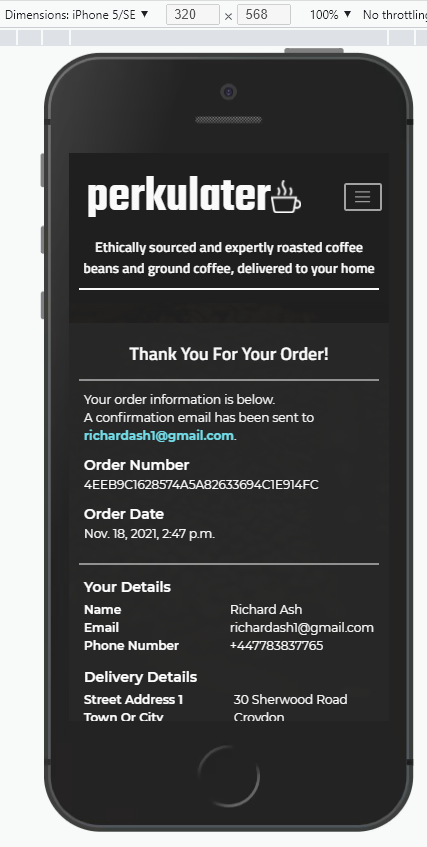 Dimensions: iPhone 5/SE ▼ 320 × 568 100% ▼ No throttling
perkulater
Ethically sourced and expertly roasted coffee
beans and ground coffee, delivered to your home
Thank You For Your Order!
Your order information is below.
A confirmation email has been sent to
richardash1@gmail.com.
Order Number
4EEB9C1628574A5A82633694C1E914FC
Order Date
Nov. 18, 2021, 2:47 p.m.
Your Details
Name Richard Ash
Email richardash1@gmail.com
Phone Number +447783837765
Delivery Details
Street Address 1 30 Sherwood Road
Town Or City Croydon